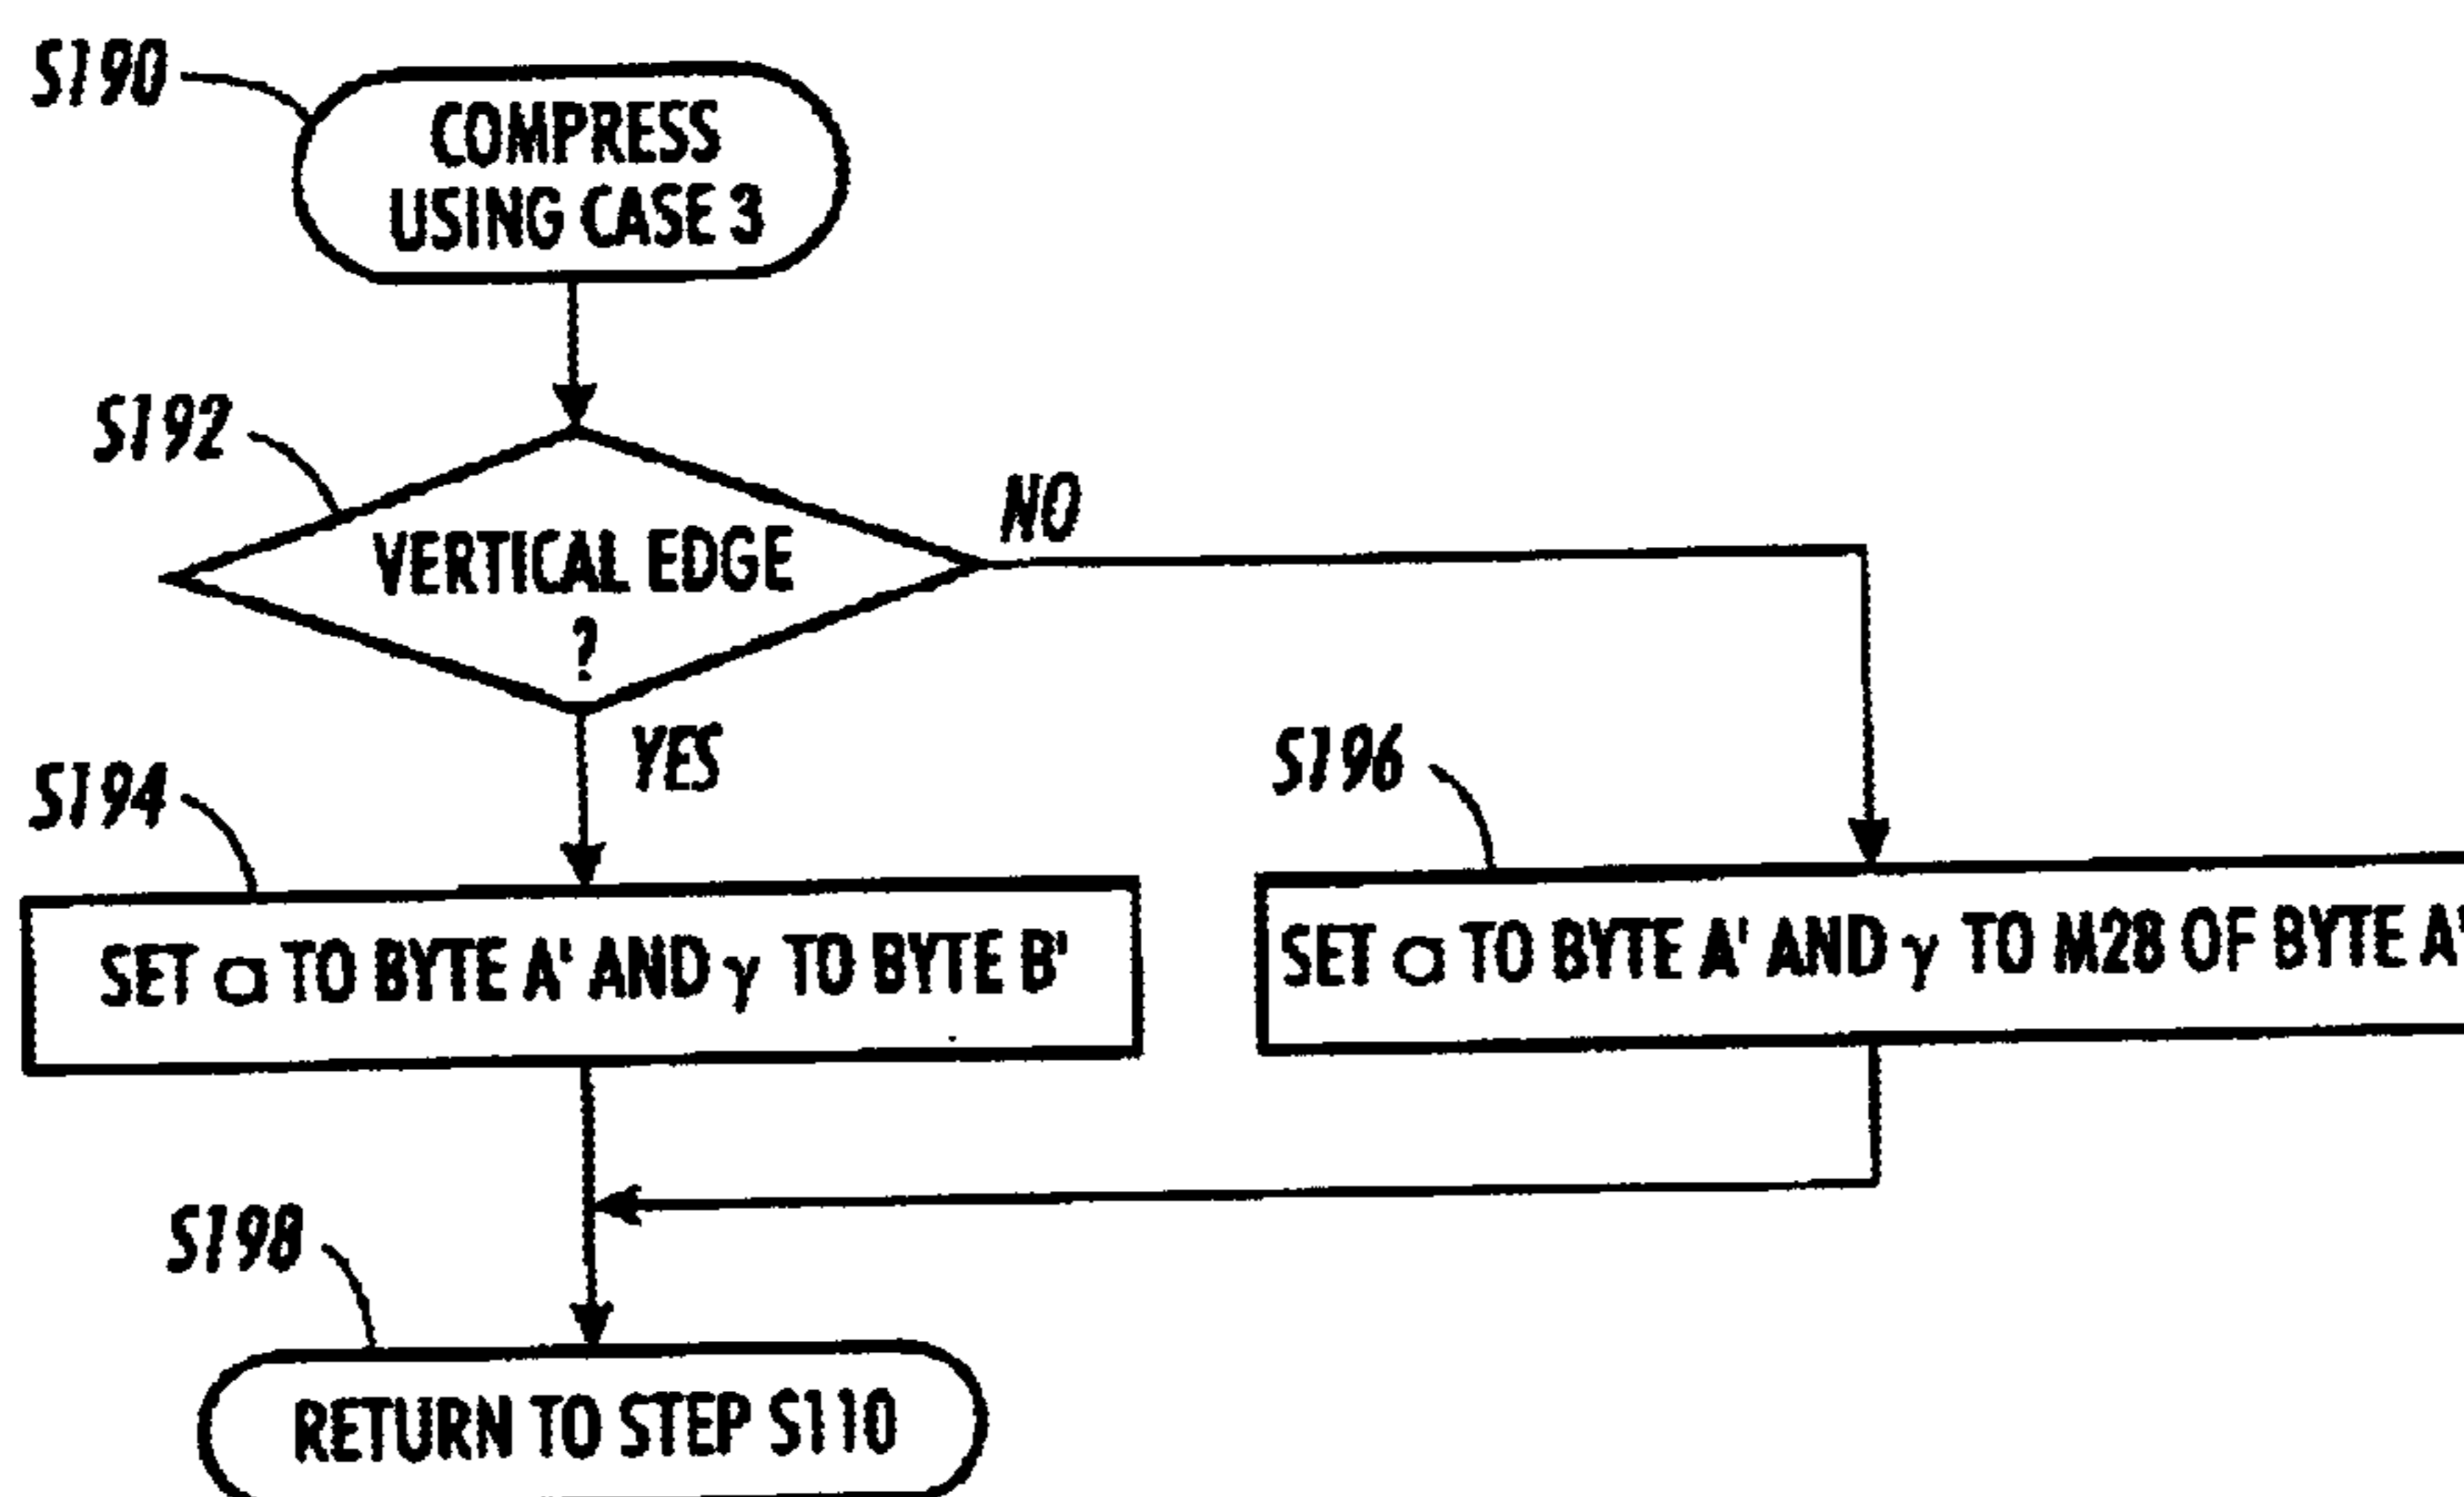 S190
COMPRESS
USING CASE 3
S192
VERTICAL EDGE
?
NO
YES
S194
SET α TO BYTE A' AND γ TO BYTE B'
S196
SET α TO BYTE A' AND γ TO M28 OF BYTE A'
S198
RETURN TO STEP S110